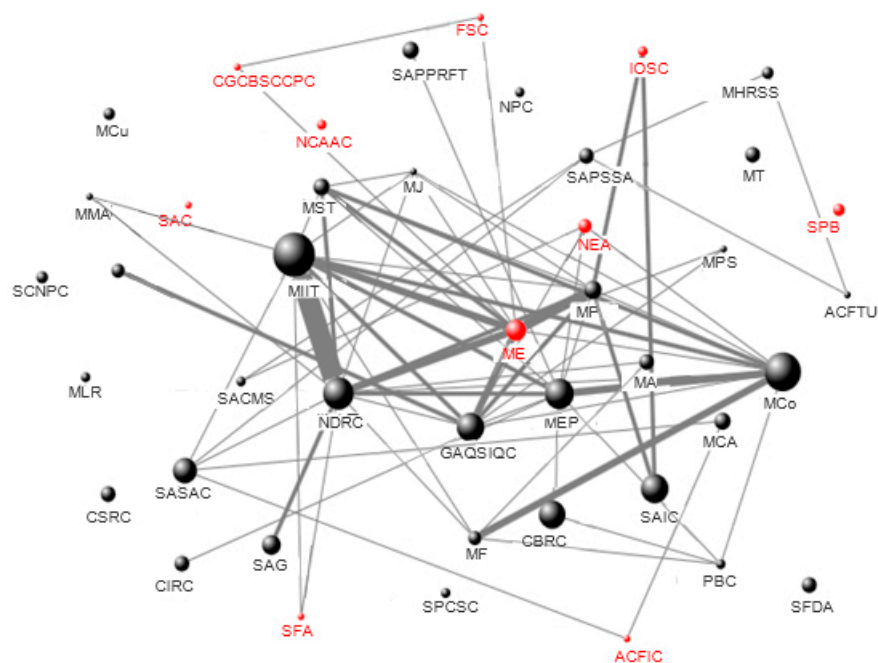 FSC
CGCBSCCPC
SAPPRFT
IOSC
MHRSS
NPC
MCu
NCAAC
MT
SAPSSA
MJ
MST
MMA
SAC
SPB
NEA
MPS
SCNPC
MIIT
MF
ACFTU
ME
MLR
SACMS
MA
NDRC
MCo
MEP
GAQSIQC
MCA
SASAC
CSRC
SAIC
CBRC
MF
SAG
CIRC
PBC
SPCSC
SFDA
SFA
ACFIC